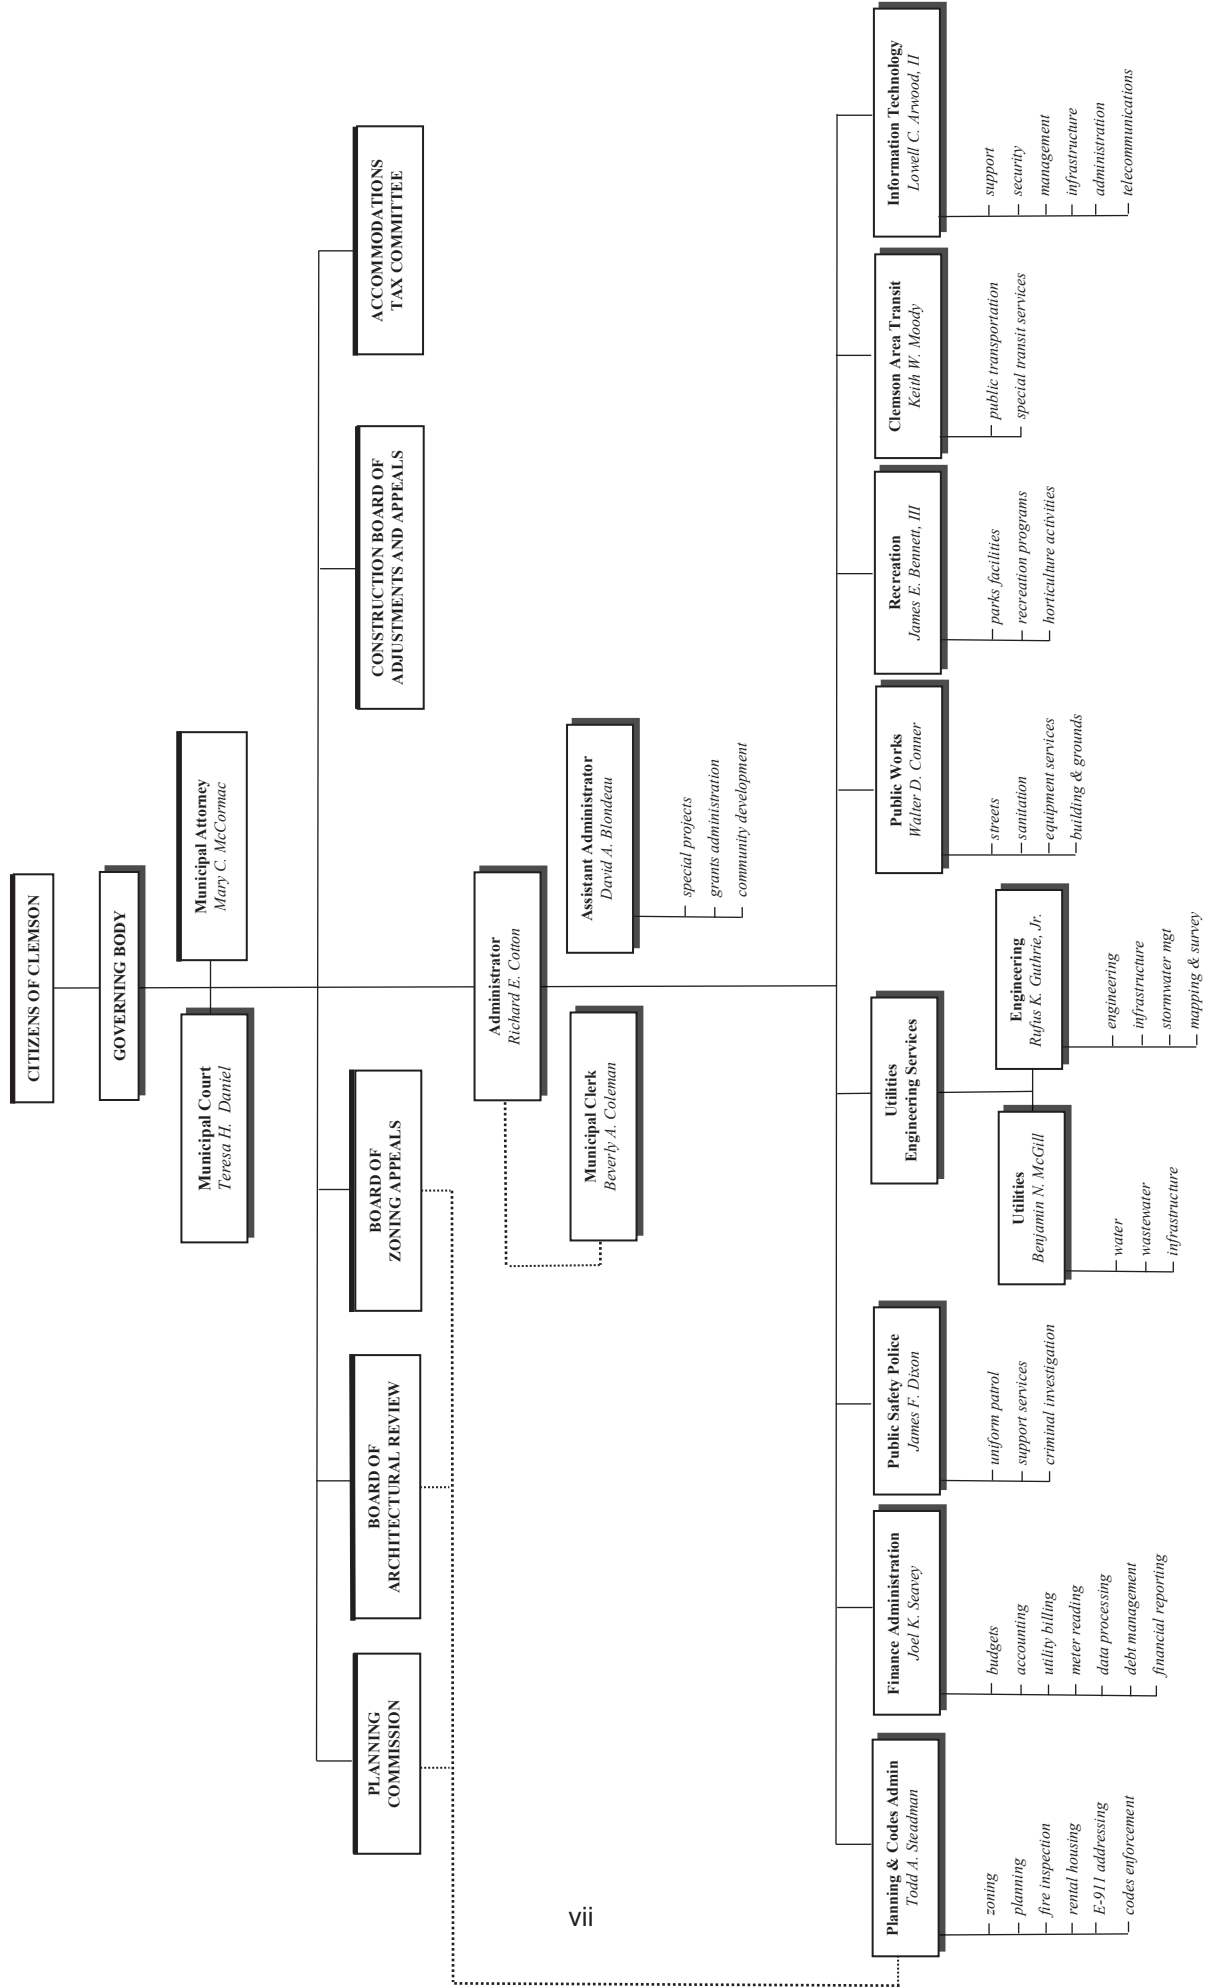 CITIZENS OF CLEMSON
GOVERNING BODY
Municipal Court
Teresa H. Daniel
Municipal Attorney
Mary C. McCormac
PLANNING
COMMISSION
BOARD OF
ARCHITECTURAL REVIEW
BOARD OF
ZONING APPEALS
CONSTRUCTION BOARD OF
ADJUSTMENTS AND APPEALS
ACCOMMODATIONS
TAX COMMITTEE
Administrator
Richard E. Cotton
Municipal Clerk
Beverly A. Coleman
Assistant Administrator
David A. Blondeau
special projects
grants administration
community development
Planning & Codes Admin
Todd A. Steadman
zoning
planning
fire inspection
rental housing
E-911 addressing
codes enforcement
Finance Administration
Joel K. Seavey
budgets
accounting
utility billing
meter reading
data processing
debt management
financial reporting
Public Safety Police
James F. Dixon
uniform patrol
support services
criminal investigation
Utilities
Engineering Services
Utilities
Benjamin N. McGill
water
wastewater
infrastructure
Engineering
Rufus K. Guthrie, Jr.
engineering
infrastructure
stormwater mgt
mapping & survey
Public Works
Walter D. Conner
streets
sanitation
equipment services
building & grounds
Recreation
James E. Bennett, III
parks facilities
recreation programs
horticulture activities
Clemson Area Transit
Keith W. Moody
public transportation
special transit services
Information Technology
Lowell C. Arwood, II
support
security
management
infrastructure
administration
telecommunications
vii